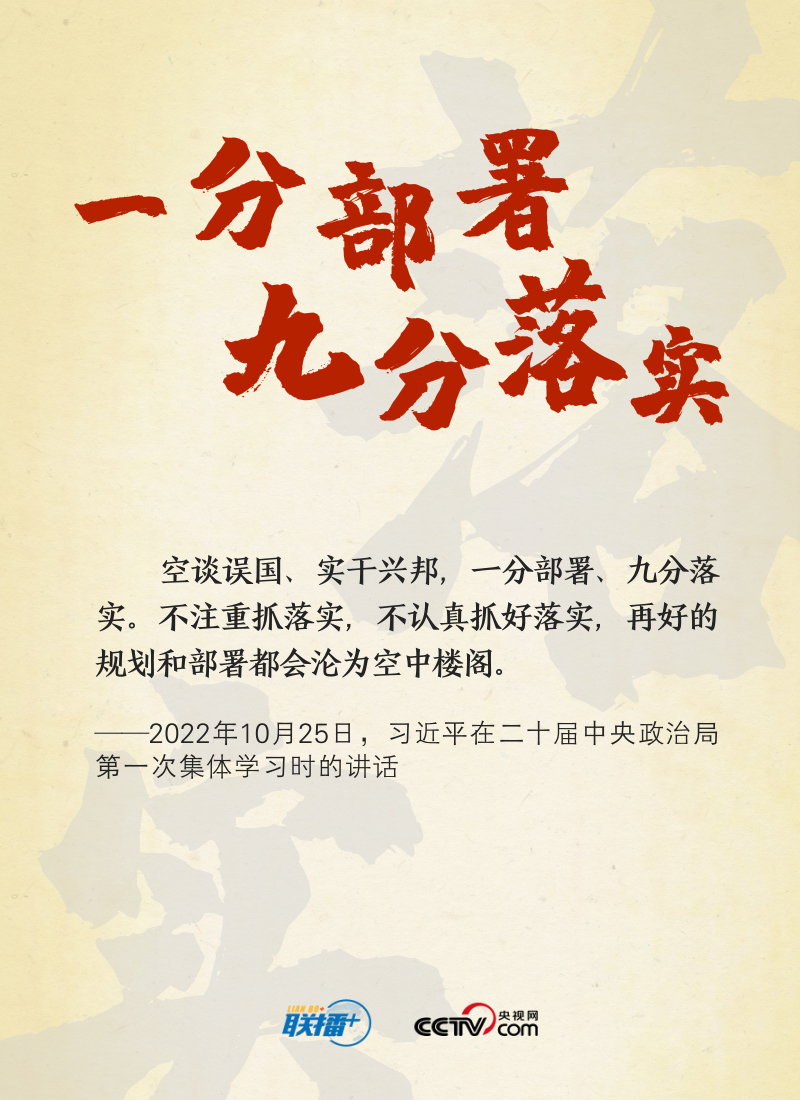 一分部署
九分落实
空谈误国、实干兴邦，一分部署、九分落
实。不注重抓落实，不认真抓好落实，再好的
规划和部署都会沦为空中楼阁。
——2022年10月25日，习近平在二十届中央政治局
第一次集体学习时的讲话
LIAN BO+
联播+
CCTV.com 央视网